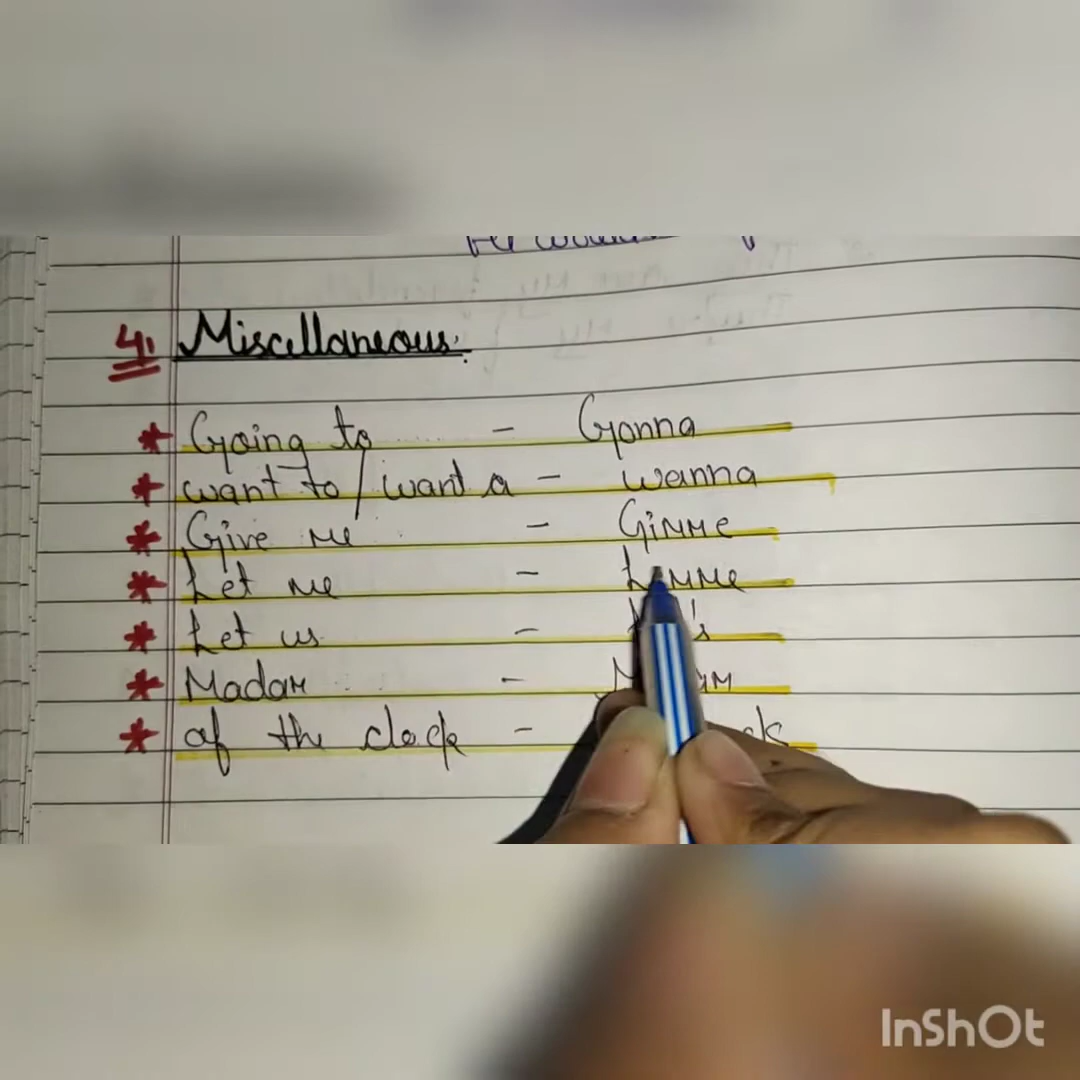 4. Miscellaneous:
* Going to - Gonna
* want to / want a - wanna
* Give me - Gimme
* Let me - Lemme
* Let us -
* Madam -
* of the clock -
InShOt